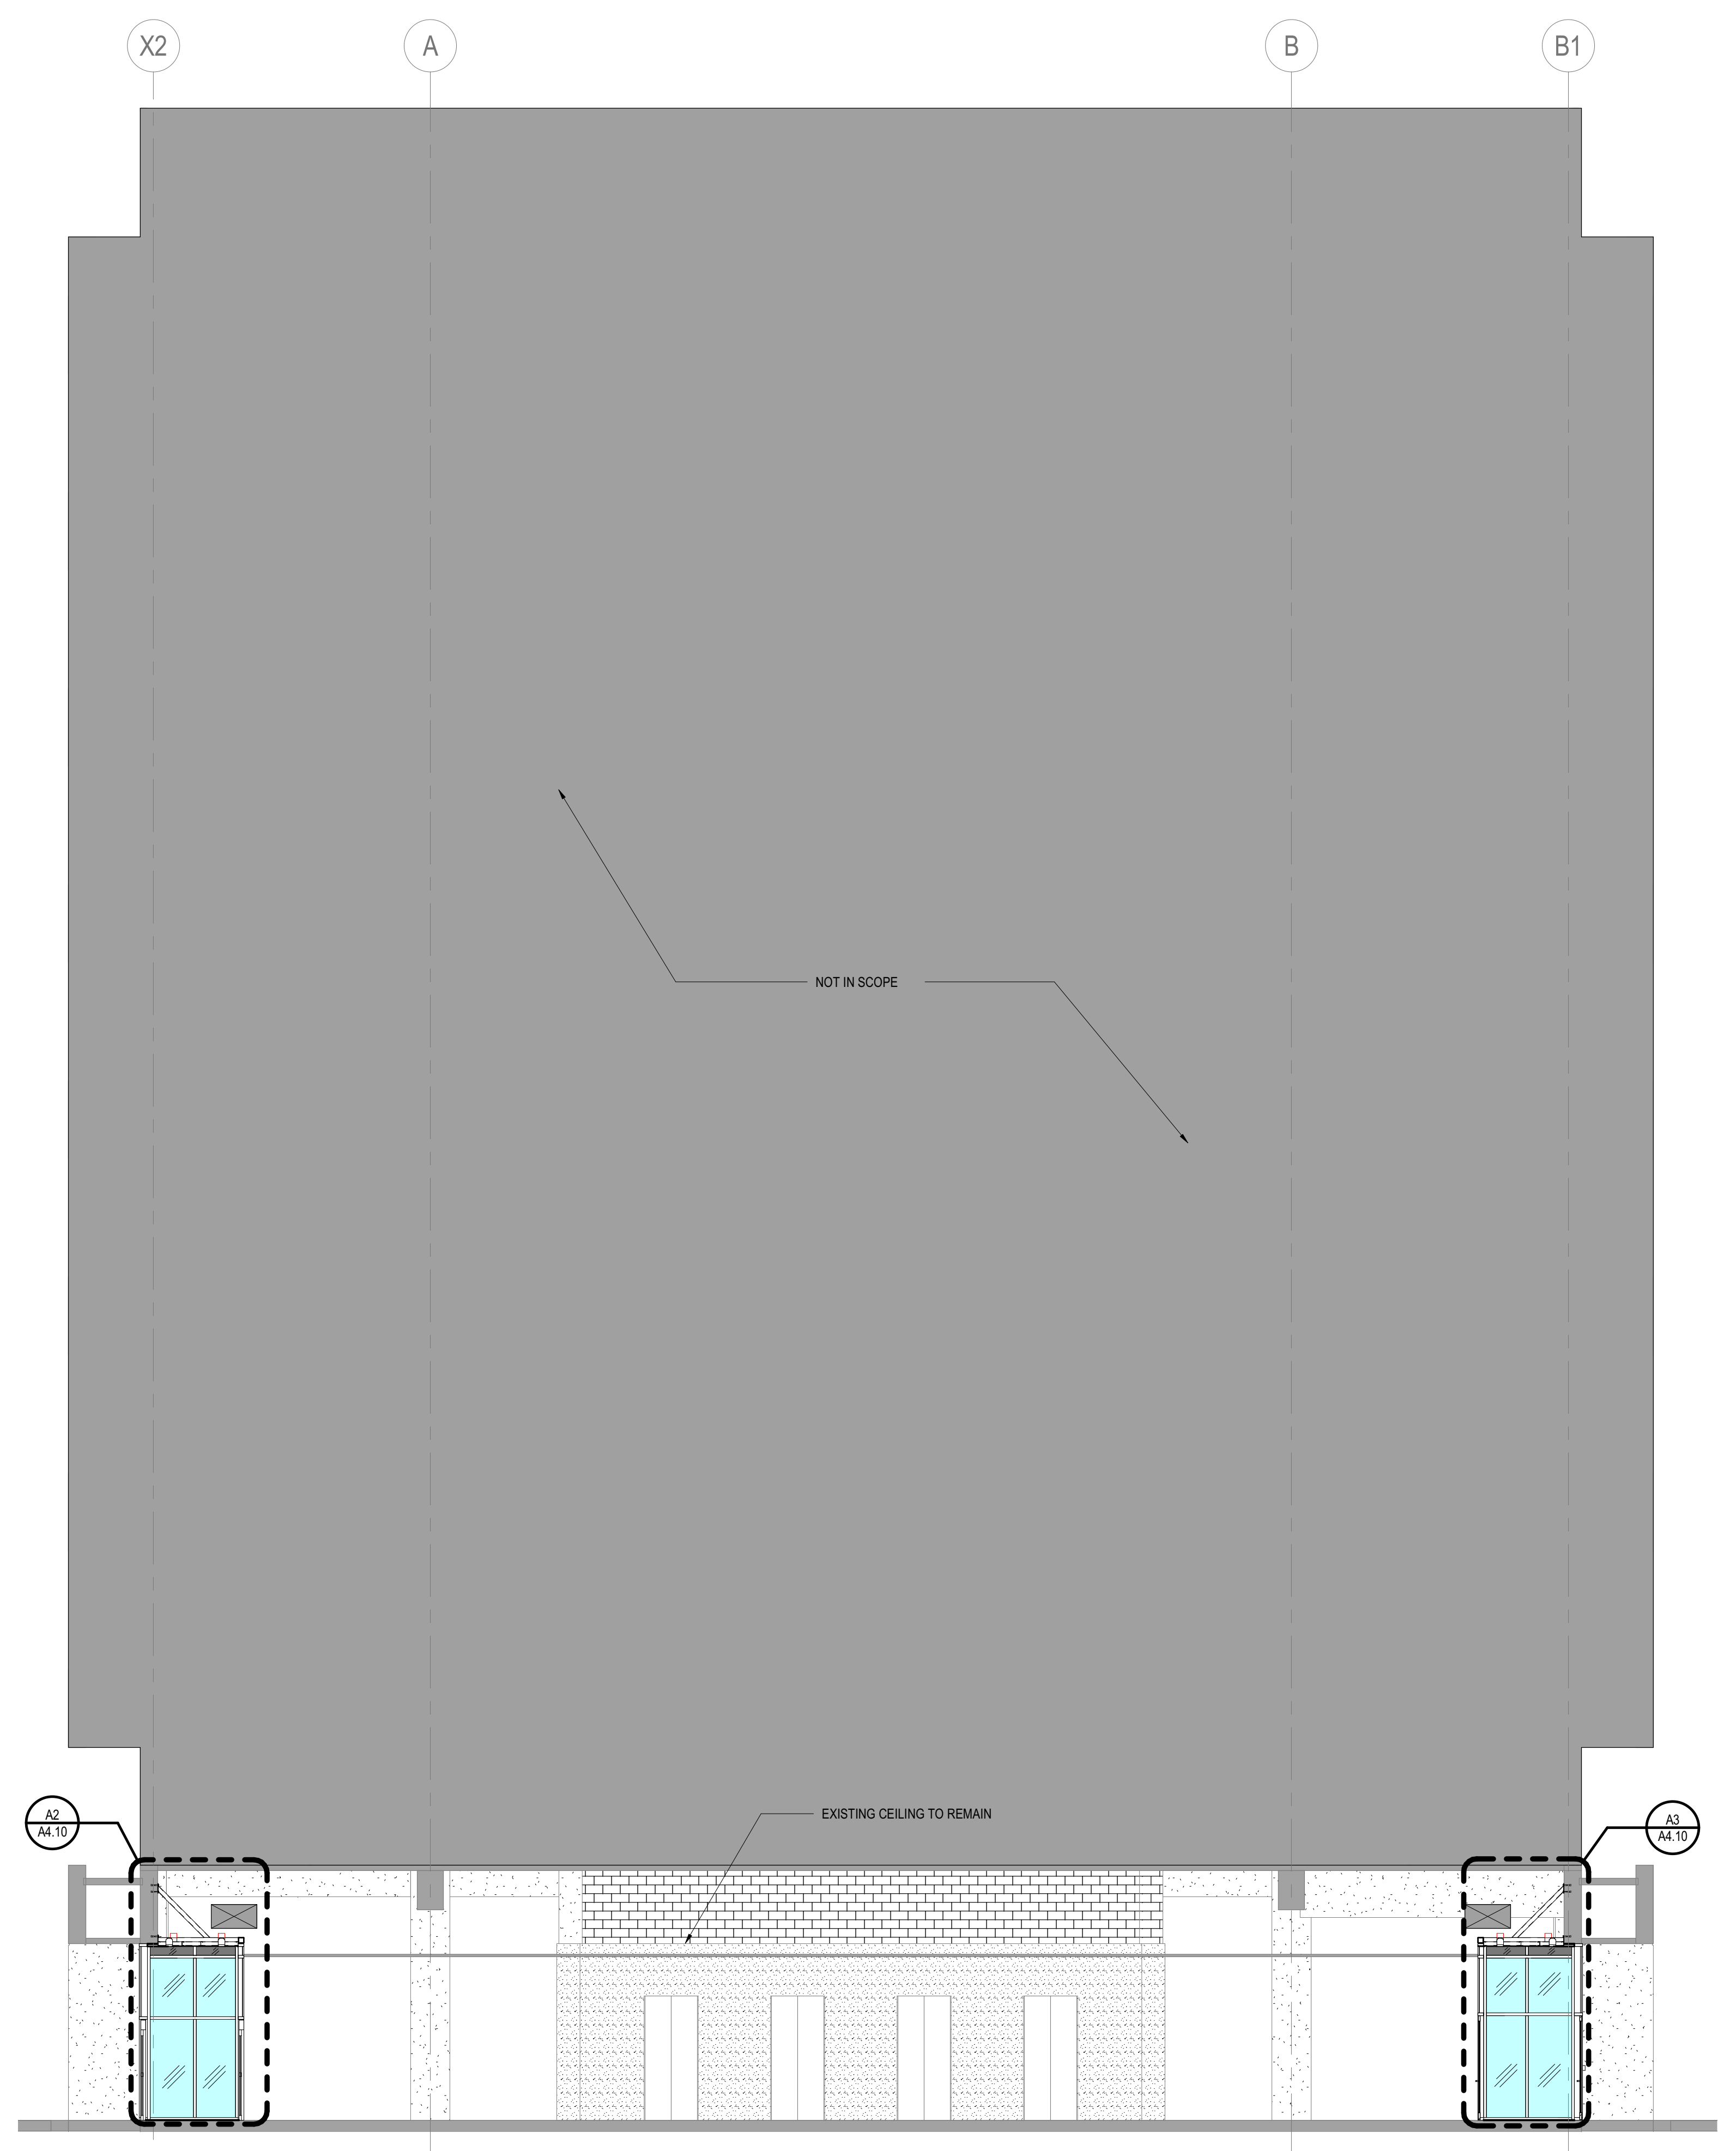 X2
A
B
B1
NOT IN SCOPE
EXISTING CEILING TO REMAIN
A2
A4.10
A3
A4.10